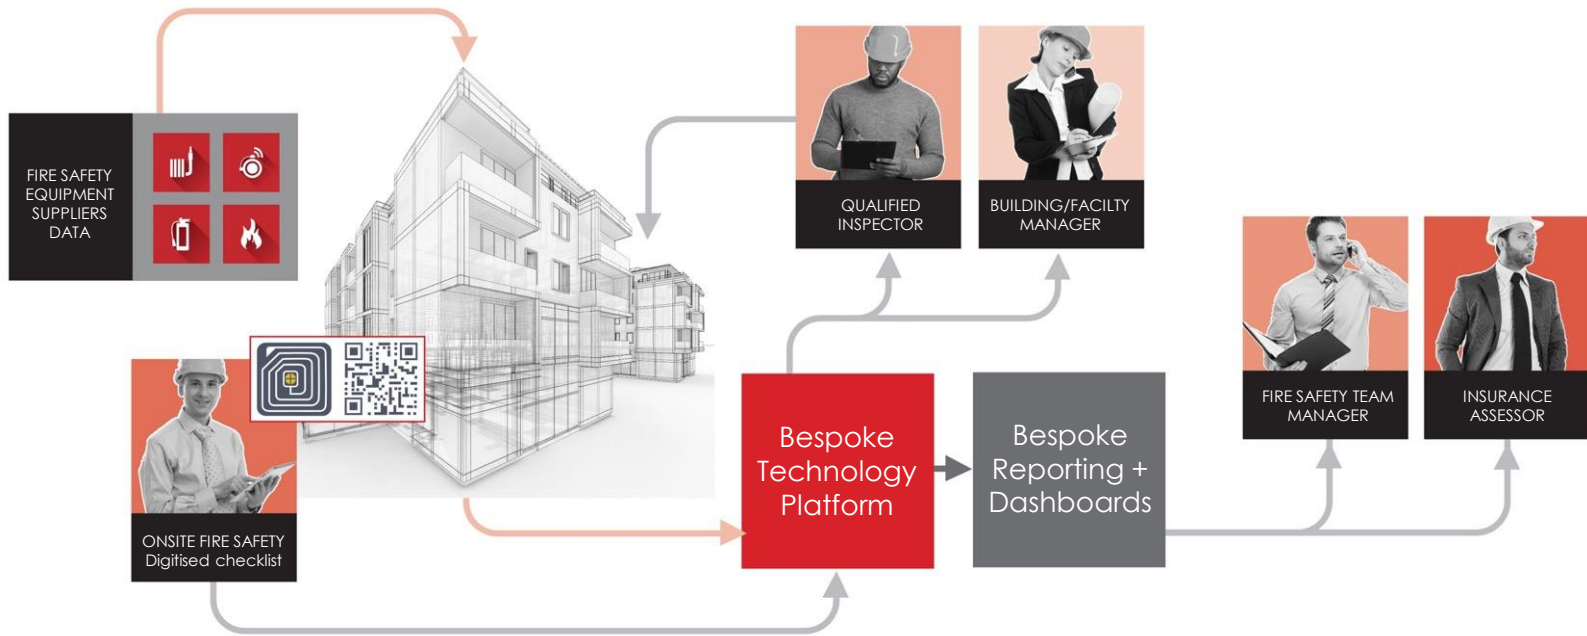 FIRE SAFETY
EQUIPMENT
SUPPLIERS
DATA
QUALIFIED
INSPECTOR
BUILDING/FACILTY
MANAGER
FIRE SAFETY TEAM
MANAGER
INSURANCE
ASSESSOR
ONSITE FIRE SAFETY
Digitised checklist
Bespoke
Technology
Platform
Bespoke
Reporting +
Dashboards